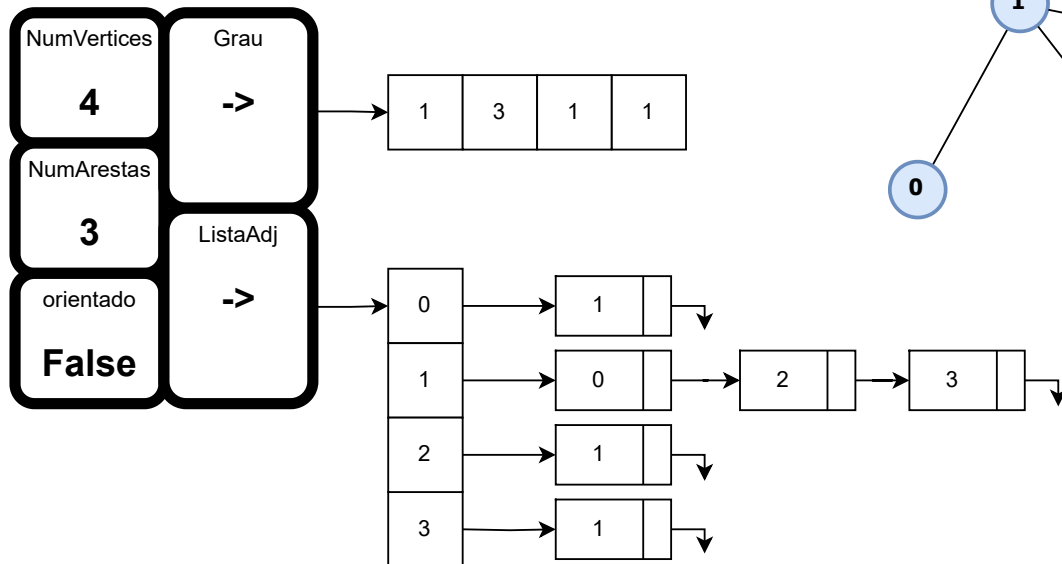 NumVertices
4
Grau
->
NumArestas
3
ListaAdj
->
orientado
False
1 3 1 1
1
0
0 1
1 0 2 3
2 1
3 1